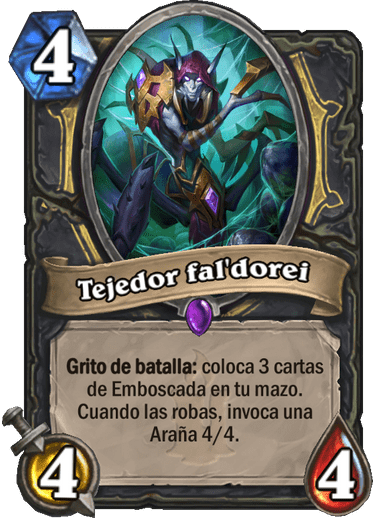 4
Tejedor fal'dorei
Grito de batalla: coloca 3 cartas
de Emboscada en tu mazo.
Cuando las robas, invoca una
Araña 4/4.
4
4